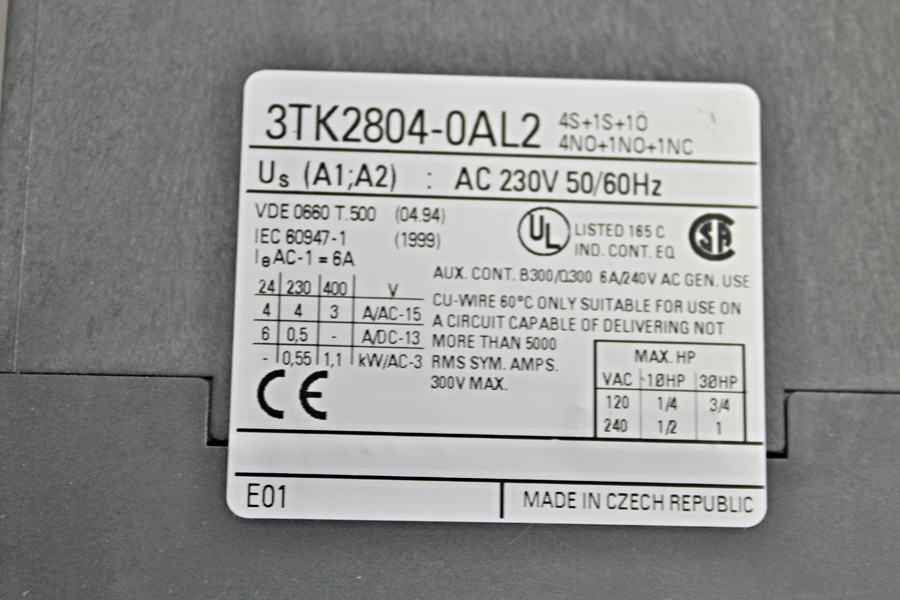 3TK2804-0AL2
4S+1S+1Ö
4NO+1NO+1NC
Us (A1;A2) : AC 230V 50/60Hz
VDE 0660 T.500 (04.94)
IEC 60947-1 (1999)
Ie AC-1 = 6A
UL LISTED 165 C
IND. CONT. EQ
SA
AUX. CONT. B300/Q300 6A/240V AC GEN. USE
CU-WIRE 60°C ONLY SUITABLE FOR USE ON
A CIRCUIT CAPABLE OF DELIVERING NOT
MORE THAN 5000
RMS SYM. AMPS.
300V MAX.
24 230 400 V
4 4 3 A/AC-15
6 0,5 - A/DC-13
- 0,55 1,1 kW/AC-3
CE
MAX. HP
VAC 1ØHP 3ØHP
120 1/4 3/4
240 1/2 1
E01
MADE IN CZECH REPUBLIC